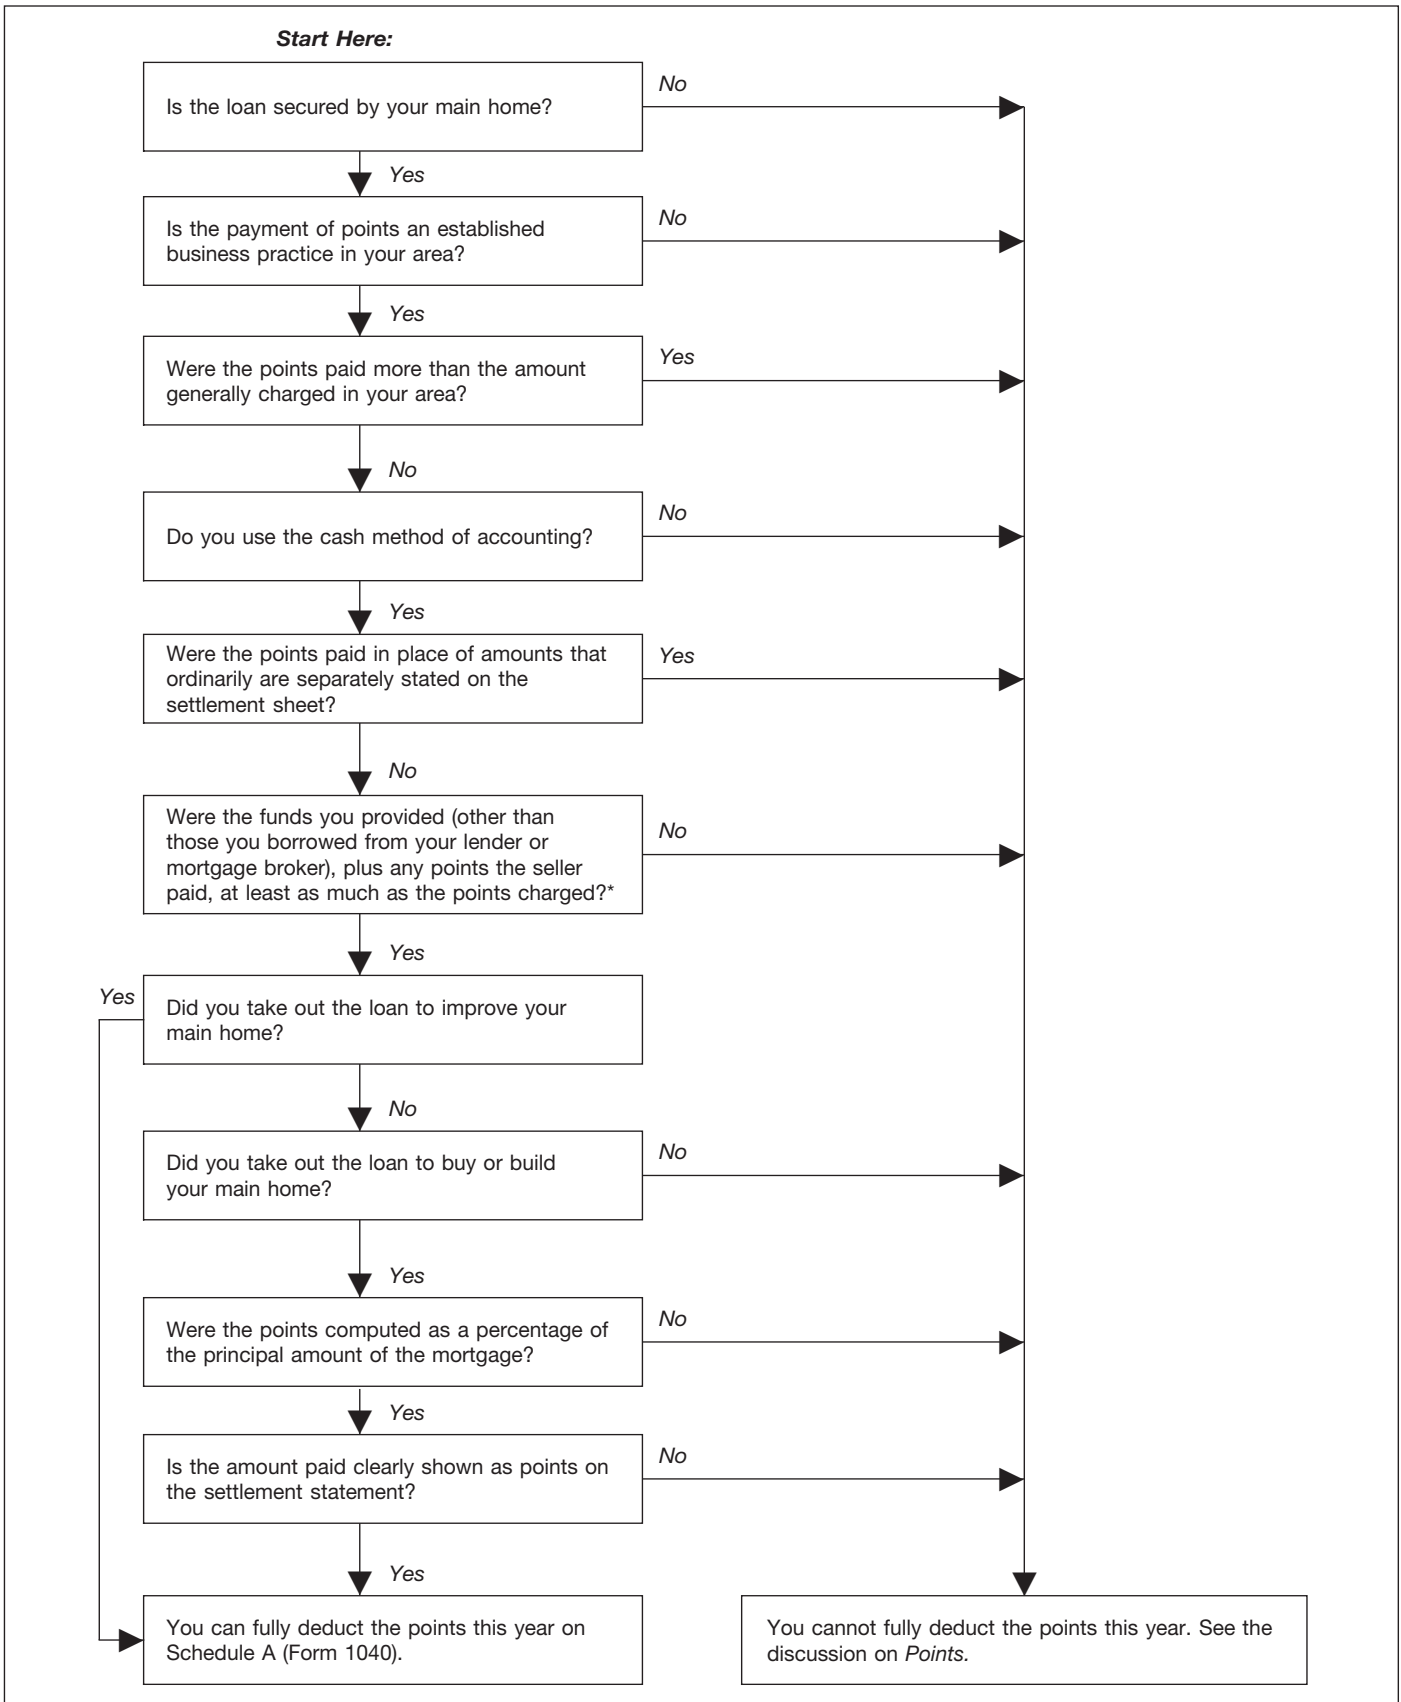 Start Here:
Is the loan secured by your main home?
No
Yes
Is the payment of points an established
business practice in your area?
No
Yes
Were the points paid more than the amount
generally charged in your area?
Yes
No
Do you use the cash method of accounting?
No
Yes
Were the points paid in place of amounts that
ordinarily are separately stated on the
settlement sheet?
Yes
No
Were the funds you provided (other than
those you borrowed from your lender or
mortgage broker), plus any points the seller
paid, at least as much as the points charged?*
No
Yes
Yes
Did you take out the loan to improve your
main home?
No
Did you take out the loan to buy or build
your main home?
No
Yes
Were the points computed as a percentage of
the principal amount of the mortgage?
No
Yes
Is the amount paid clearly shown as points on
the settlement statement?
No
Yes
You can fully deduct the points this year on
Schedule A (Form 1040).
You cannot fully deduct the points this year. See the
discussion on Points.